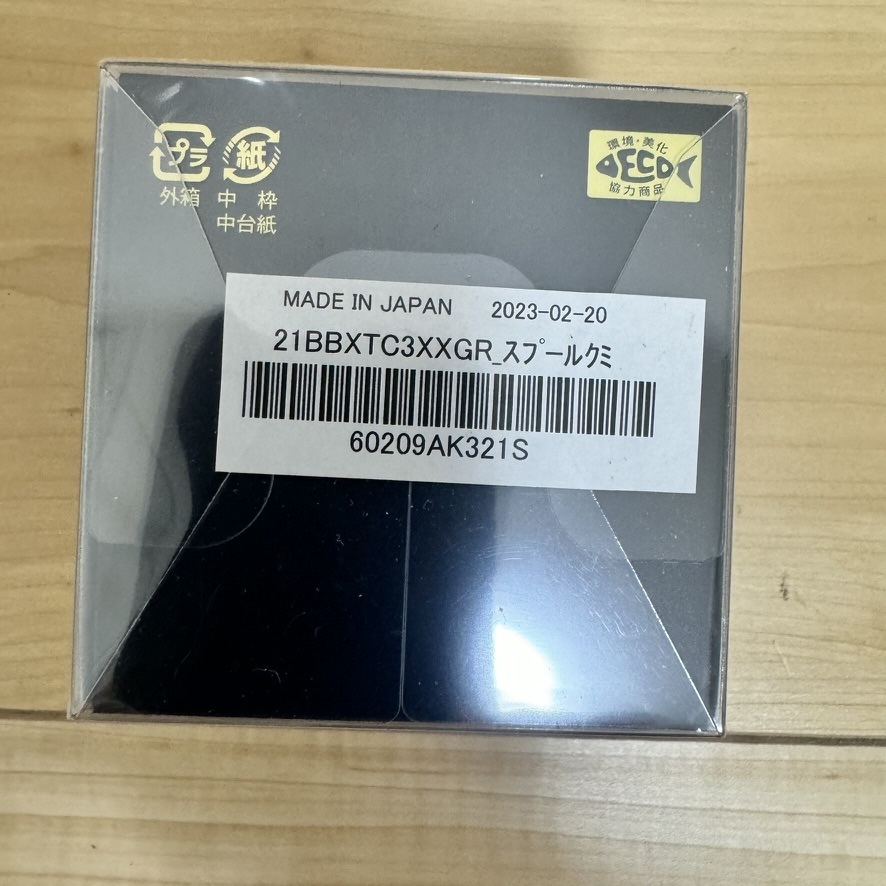 プラ
紙
外箱
中 枠
中台紙
環境・美化
DECO
協力商品
MADE IN JAPAN 2023-02-20
21BBXTC3XXGR_スプールクミ
60209AK321S